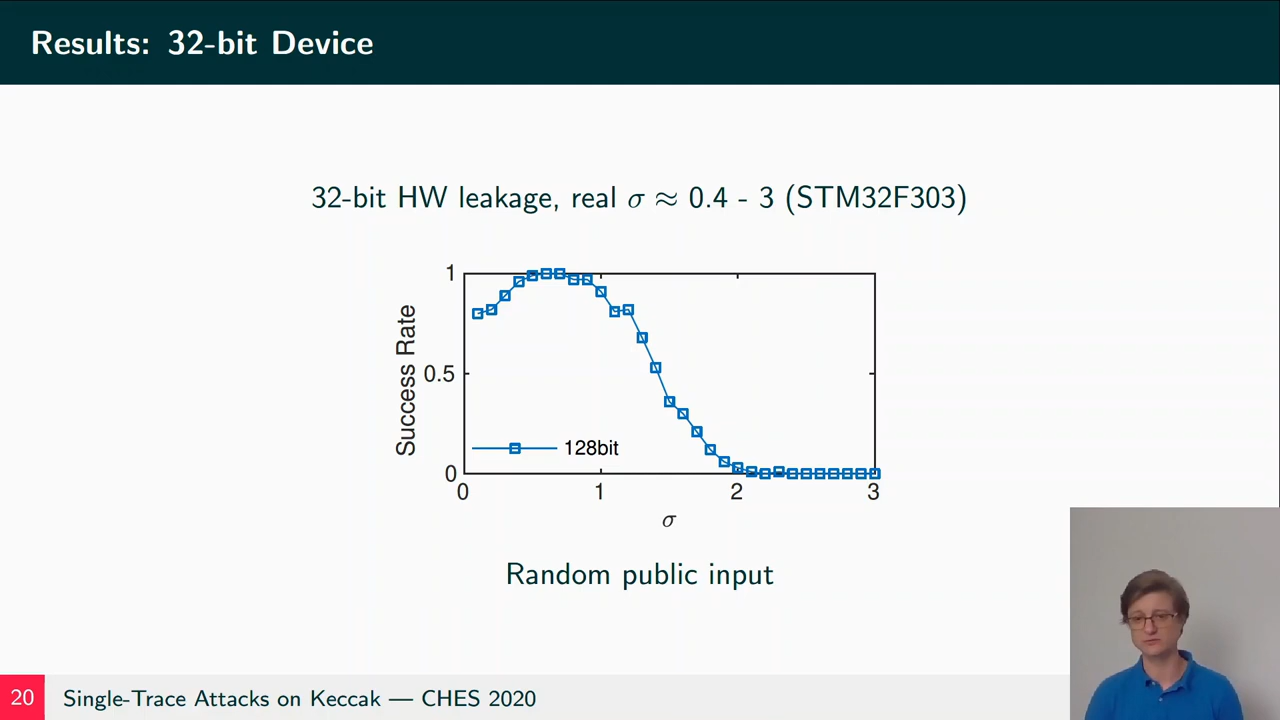 Results: 32-bit Device
32-bit HW leakage, real σ ≈ 0.4 - 3 (STM32F303)
1
0.5
0
Success Rate
128bit
0 1 2 3
σ
Random public input
20 Single-Trace Attacks on Keccak — CHES 2020